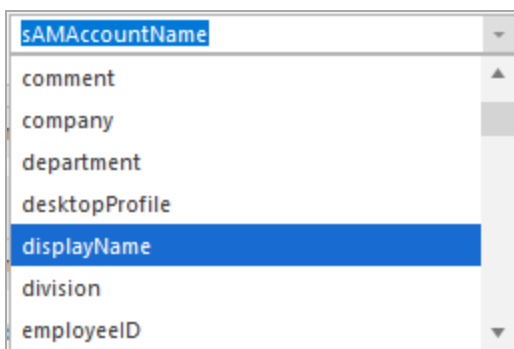 sAMAccountName
comment
company
department
desktopProfile
displayName
division
employeeID